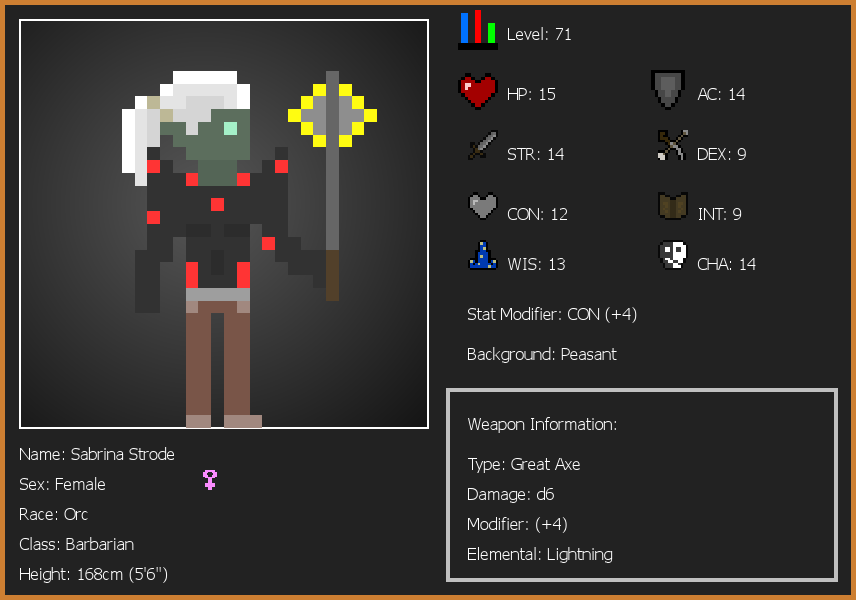 Level: 71
HP: 15
AC: 14
STR: 14
DEX: 9
CON: 12
INT: 9
WIS: 13
CHA: 14
Stat Modifier: CON (+4)
Background: Peasant
Weapon Information:
Type: Great Axe
Damage: d6
Modifier: (+4)
Elemental: Lightning
Name: Sabrina Strode
Sex: Female
Race: Orc
Class: Barbarian
Height: 168cm (5'6")